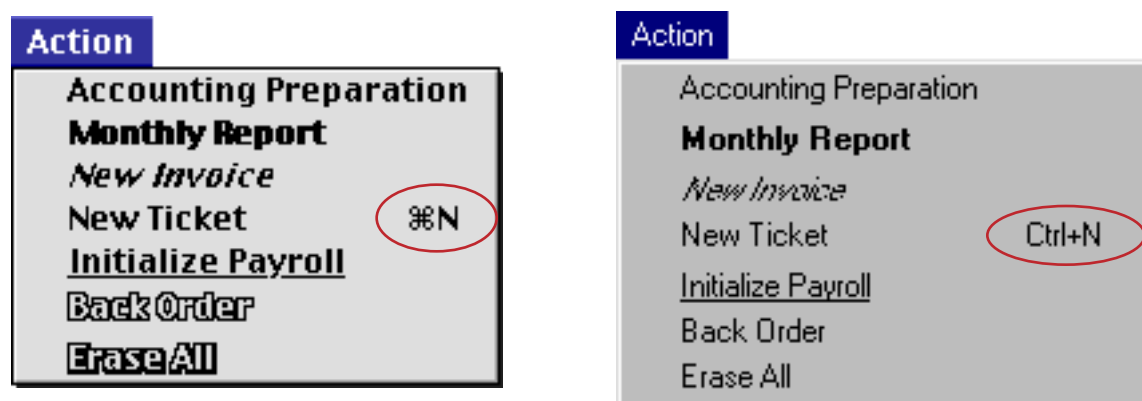 Action
Accounting Preparation
Monthly Report
New Invoice
New Ticket ⌘N
Initialize Payroll
Back Order
Erase All
Action
Accounting Preparation
Monthly Report
New Invoice
New Ticket Ctrl+N
Initialize Payroll
Back Order
Erase All